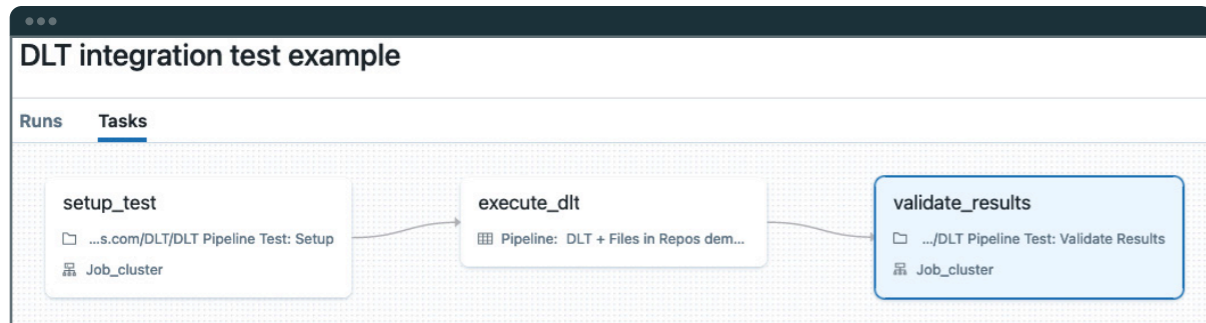 DLT integration test example
Runs Tasks
setup_test
...s.com/DLT/DLT Pipeline Test: Setup
Job_cluster
execute_dlt
Pipeline: DLT + Files in Repos dem...
validate_results
.../DLT Pipeline Test: Validate Results
Job_cluster